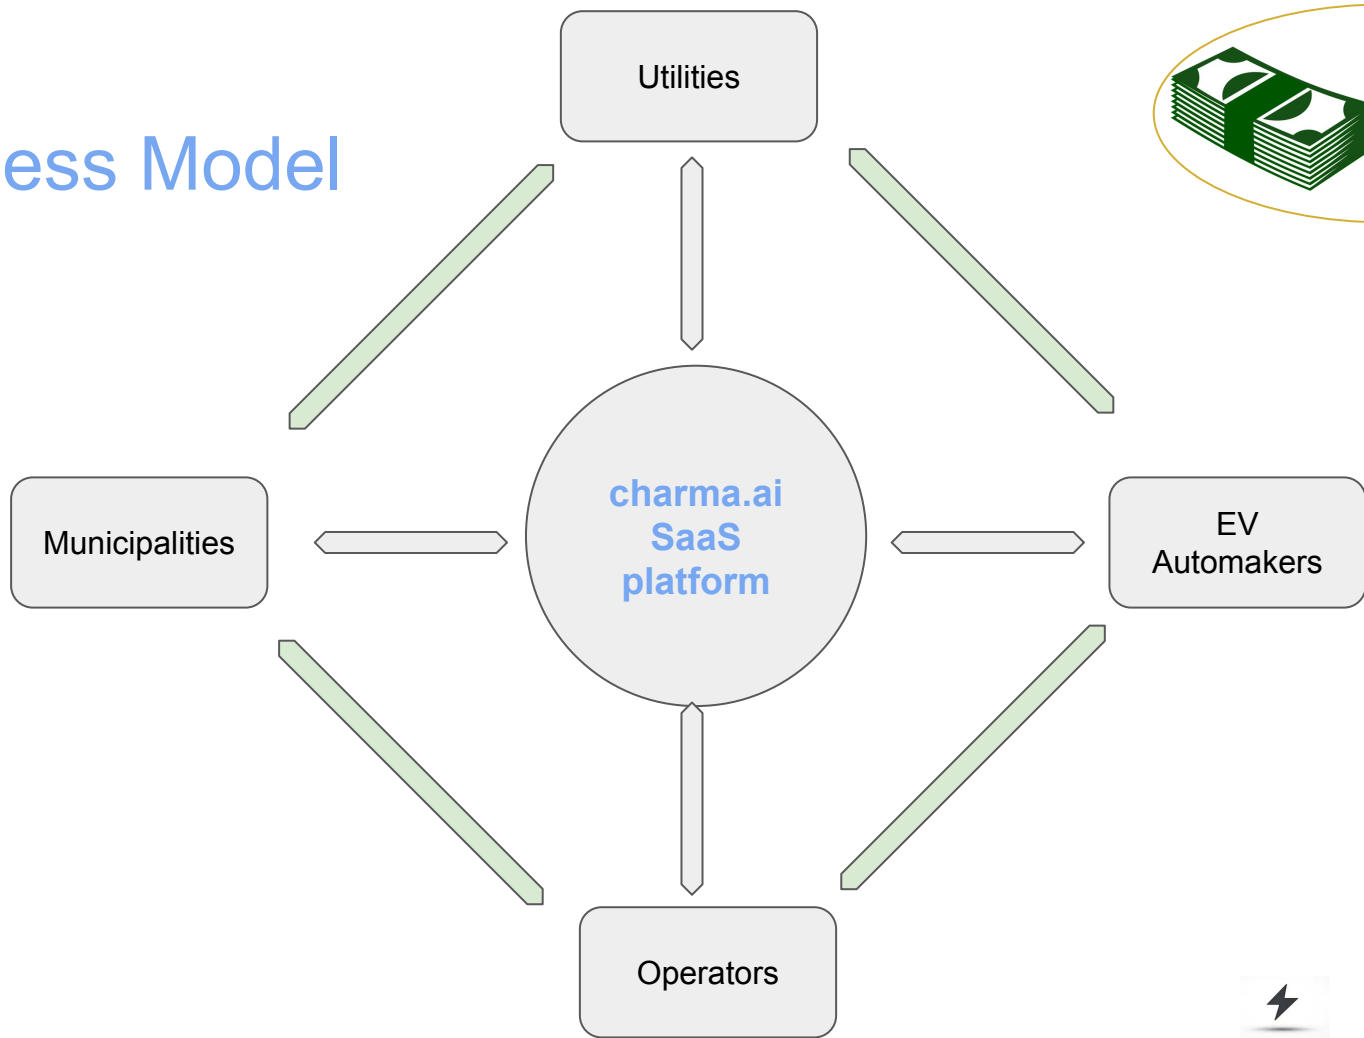 Utilities
ess Model
charma.ai
SaaS
platform
Municipalities
EV
Automakers
Operators